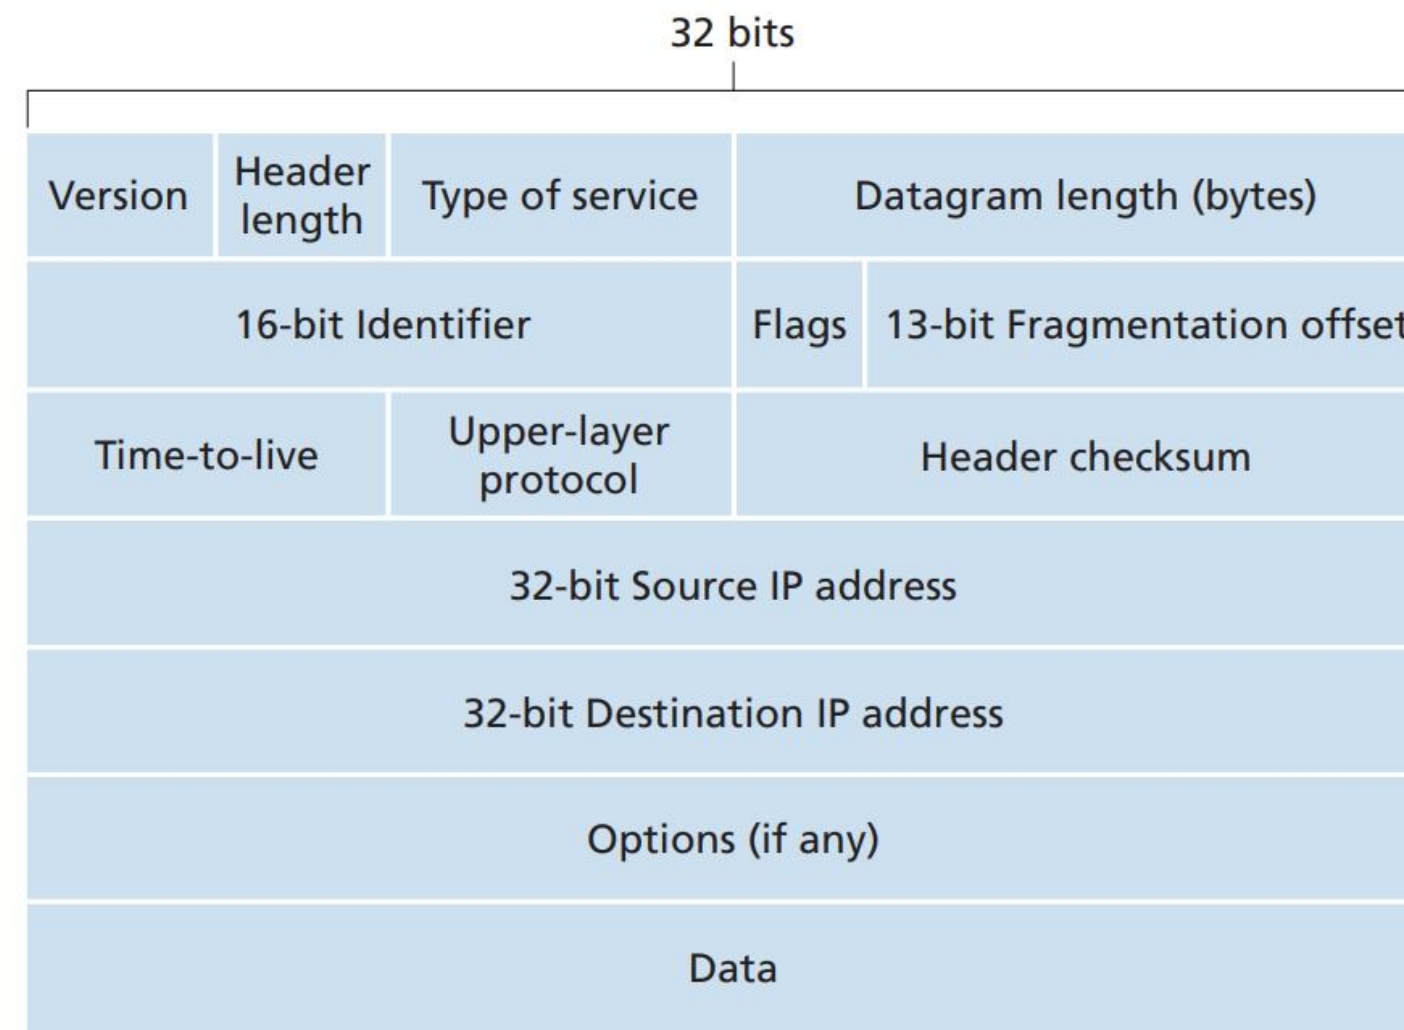 32 bits
Version
Header
length
Type of service
Datagram length (bytes)
16-bit Identifier
Flags
13-bit Fragmentation offset
Time-to-live
Upper-layer
protocol
Header checksum
32-bit Source IP address
32-bit Destination IP address
Options (if any)
Data